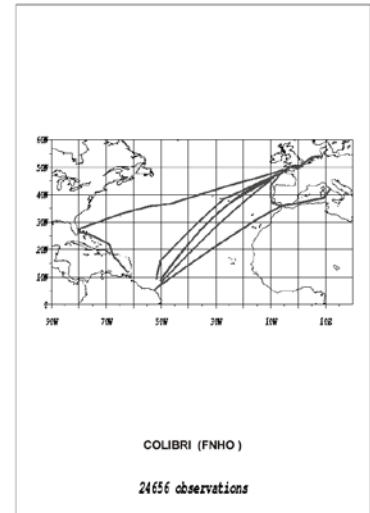 60N
50N
40N
30N
20N
10N
0
90W 70W 50W 30W 10W 10E
COLIBRI (FNHO )
24656 observations